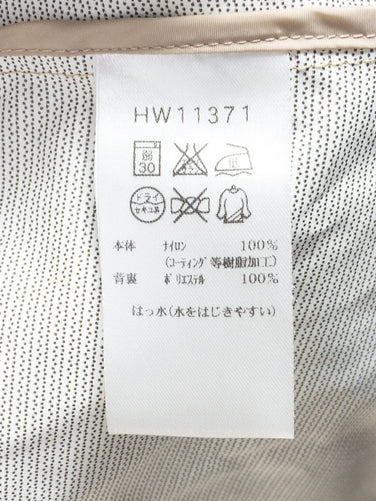 HW11371
弱
30
低
ドライ
セキユ系
本体 ナイロン 100%
(コーティング等樹脂加工)
背裏 ポリエステル 100%
はっ水(水をはじきやすい)